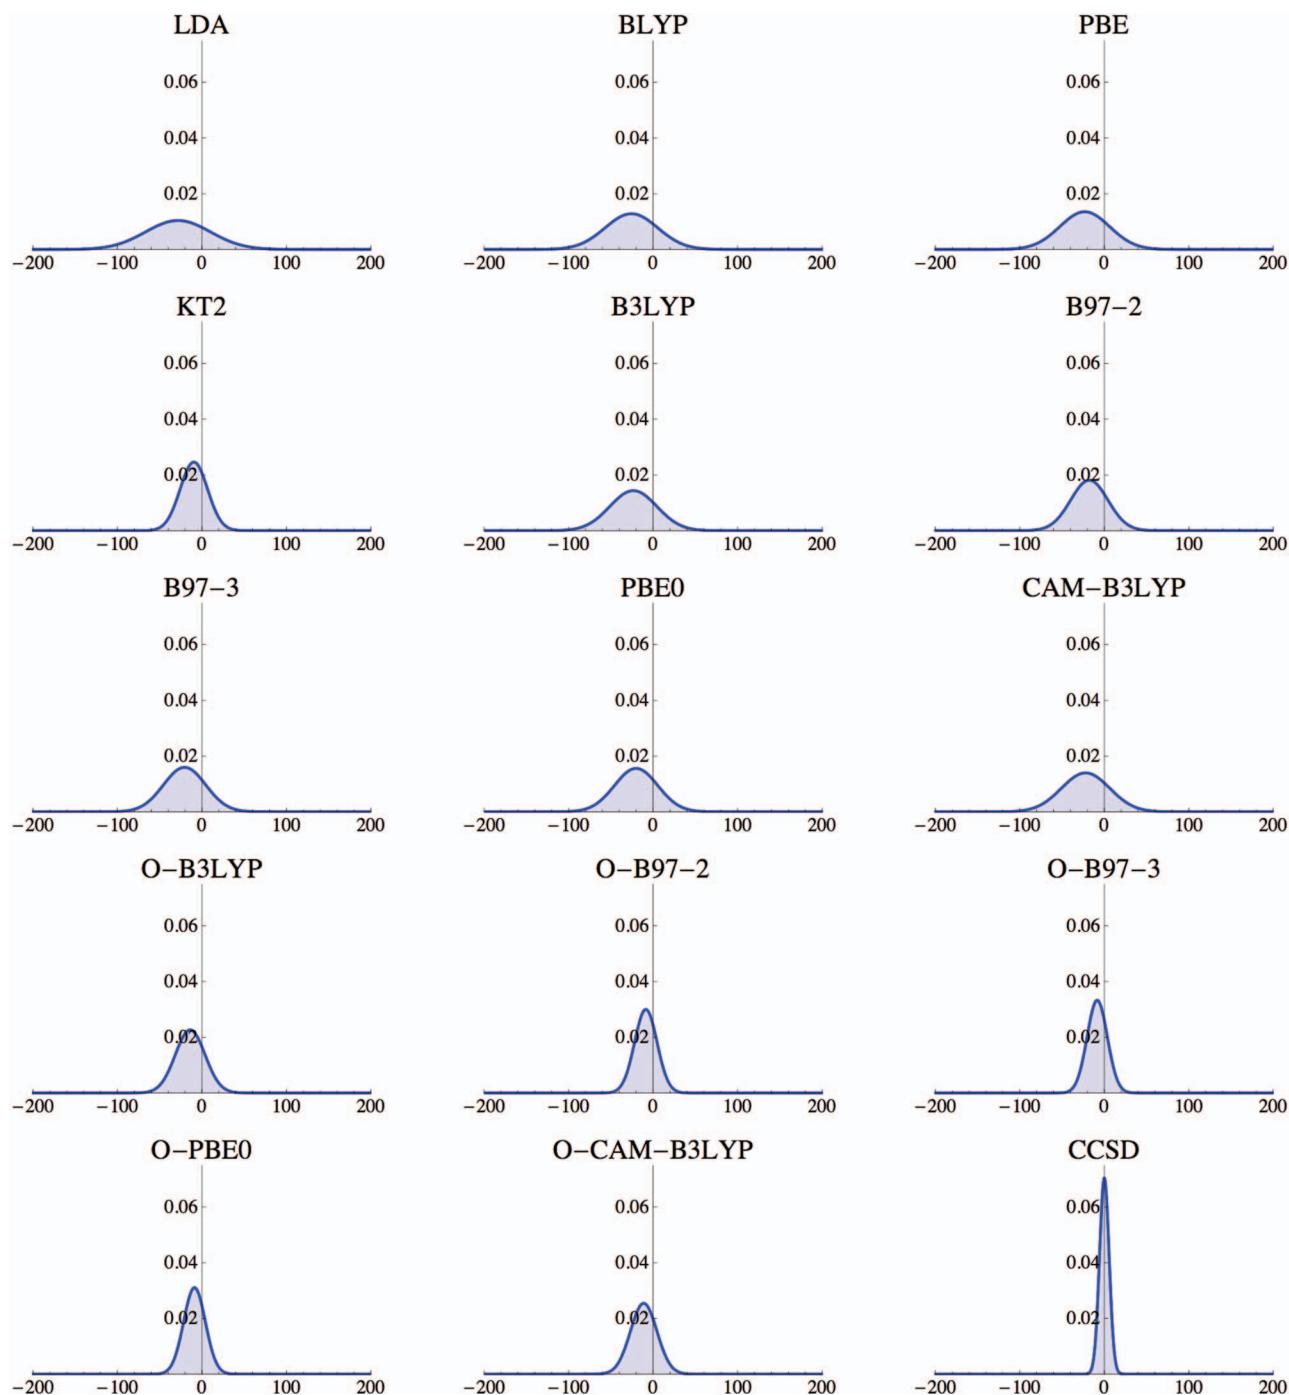 LDA BLYP PBE
0.06 0.06 0.06
0.04 0.04 0.04
0.02 0.02 0.02
−200 −100 0 100 200 −200 −100 0 100 200 −200 −100 0 100 200
KT2 B3LYP B97−2
0.06 0.06 0.06
0.04 0.04 0.04
0.02 0.02 0.02
−200 −100 0 100 200 −200 −100 0 100 200 −200 −100 0 100 200
B97−3 PBE0 CAM−B3LYP
0.06 0.06 0.06
0.04 0.04 0.04
0.02 0.02 0.02
−200 −100 0 100 200 −200 −100 0 100 200 −200 −100 0 100 200
O−B3LYP O−B97−2 O−B97−3
0.06 0.06 0.06
0.04 0.04 0.04
0.02 0.02 0.02
−200 −100 0 100 200 −200 −100 0 100 200 −200 −100 0 100 200
O−PBE0 O−CAM−B3LYP CCSD
0.06 0.06 0.06
0.04 0.04 0.04
0.02 0.02 0.02
−200 −100 0 100 200 −200 −100 0 100 200 −200 −100 0 100 200